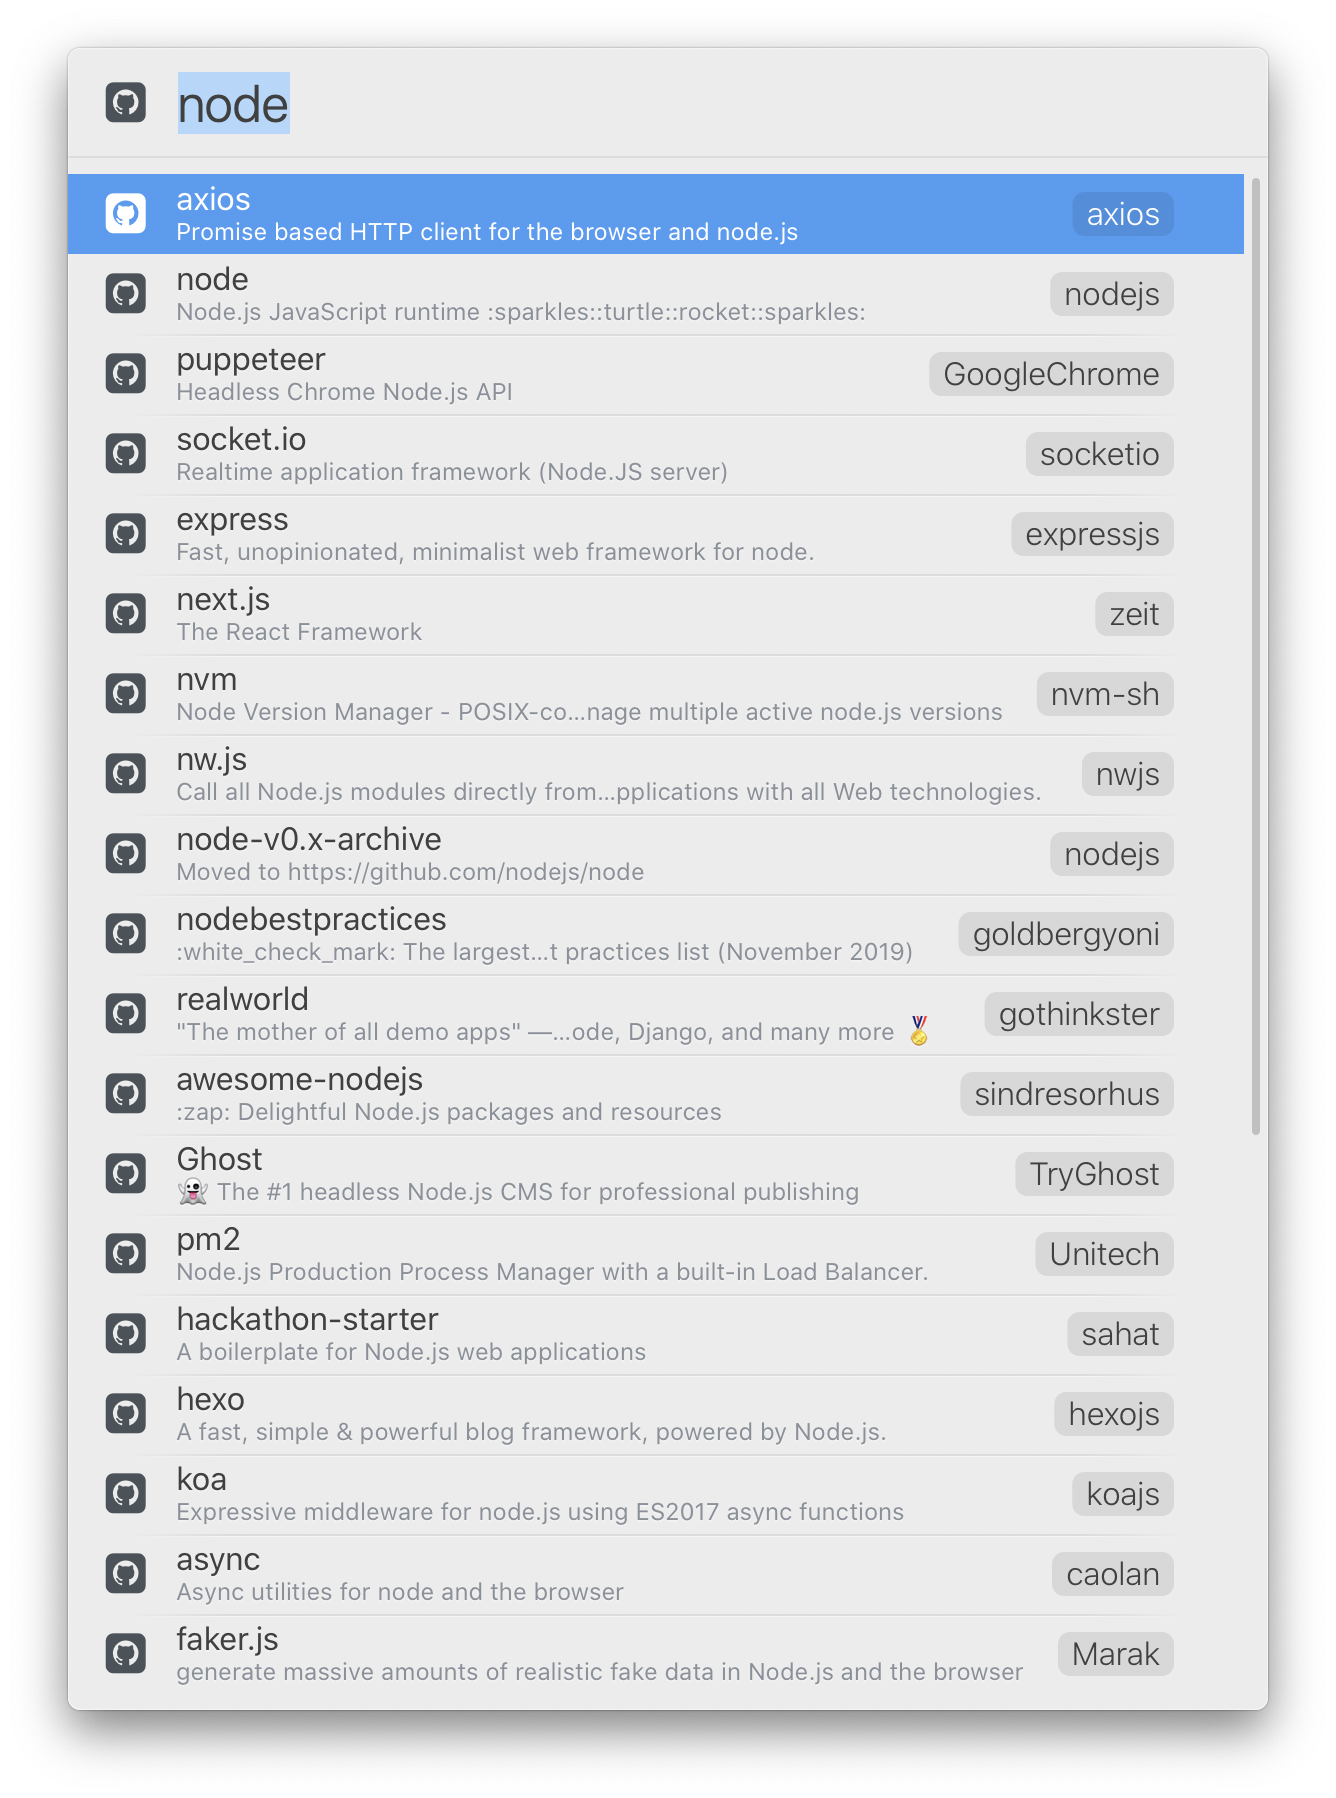 node
axios
Promise based HTTP client for the browser and node.js
axios
node
Node.js JavaScript runtime :sparkles::turtle::rocket::sparkles:
nodejs
puppeteer
Headless Chrome Node.js API
GoogleChrome
socket.io
Realtime application framework (Node.JS server)
socketio
express
Fast, unopinionated, minimalist web framework for node.
expressjs
next.js
The React Framework
zeit
nvm
Node Version Manager - POSIX-co...nage multiple active node.js versions
nvm-sh
nw.js
Call all Node.js modules directly from...pplications with all Web technologies.
nwjs
node-v0.x-archive
Moved to https://github.com/nodejs/node
nodejs
nodebestpractices
:white_check_mark: The largest...t practices list (November 2019)
goldbergyoni
realworld
"The mother of all demo apps" —...ode, Django, and many more 🏅
gothinkster
awesome-nodejs
:zap: Delightful Node.js packages and resources
sindresorhus
Ghost
👻 The #1 headless Node.js CMS for professional publishing
TryGhost
pm2
Node.js Production Process Manager with a built-in Load Balancer.
Unitech
hackathon-starter
A boilerplate for Node.js web applications
sahat
hexo
A fast, simple & powerful blog framework, powered by Node.js.
hexojs
koa
Expressive middleware for node.js using ES2017 async functions
koajs
async
Async utilities for node and the browser
caolan
faker.js
generate massive amounts of realistic fake data in Node.js and the browser
Marak